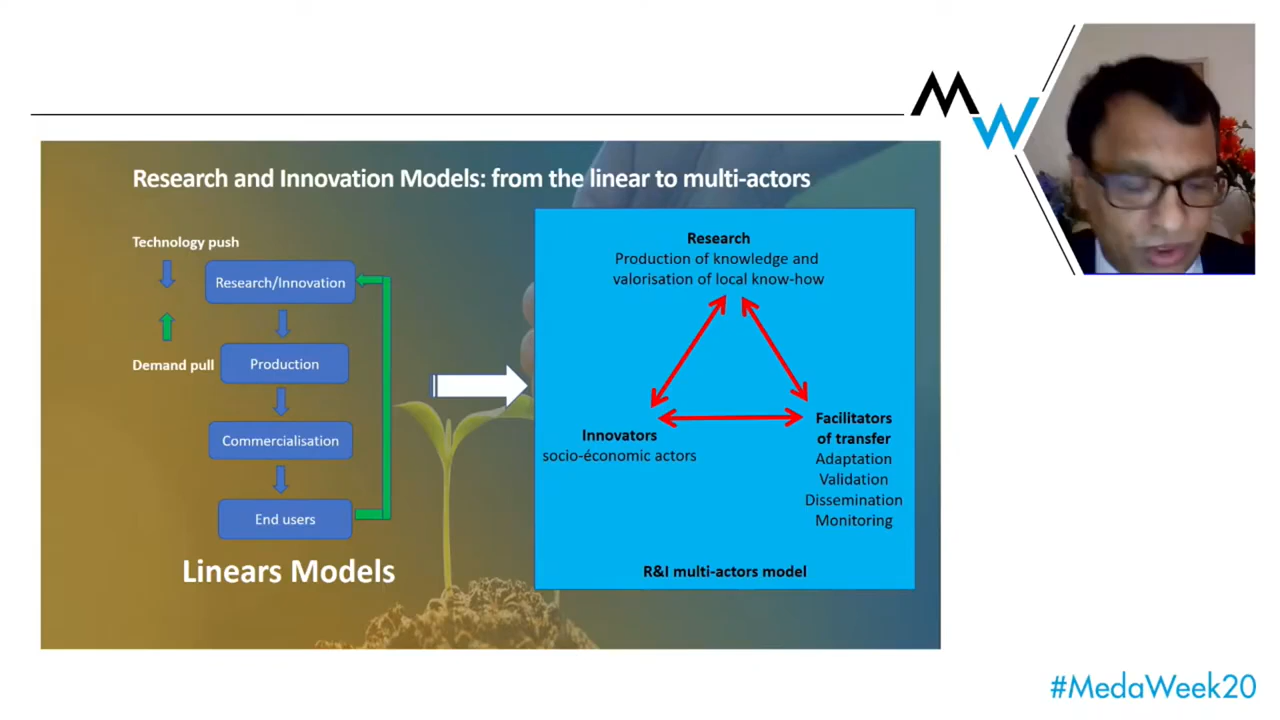 MW
Research and Innovation Models: from the linear to multi-actors
Technology push
Research/Innovation
Demand pull
Production
Commercialisation
End users
Linears Models
Research
Production of knowledge and
valorisation of local know-how
Innovators
socio-économic actors
Facilitators
of transfer
Adaptation
Validation
Dissemination
Monitoring
R&I multi-actors model
#MedaWeek20